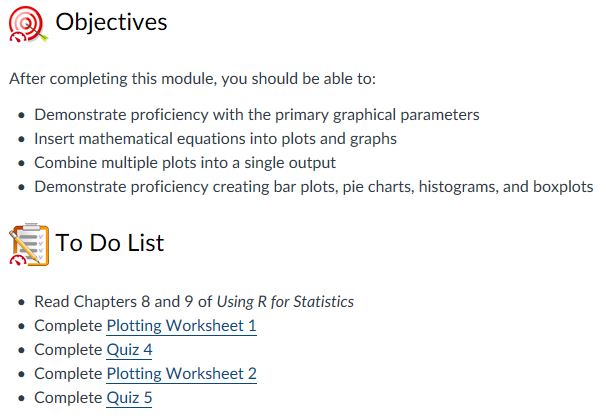 Objectives
After completing this module, you should be able to:
Demonstrate proficiency with the primary graphical parameters
Insert mathematical equations into plots and graphs
Combine multiple plots into a single output
Demonstrate proficiency creating bar plots, pie charts, histograms, and boxplots
To Do List
Read Chapters 8 and 9 of Using R for Statistics
Complete Plotting Worksheet 1
Complete Quiz 4
Complete Plotting Worksheet 2
Complete Quiz 5